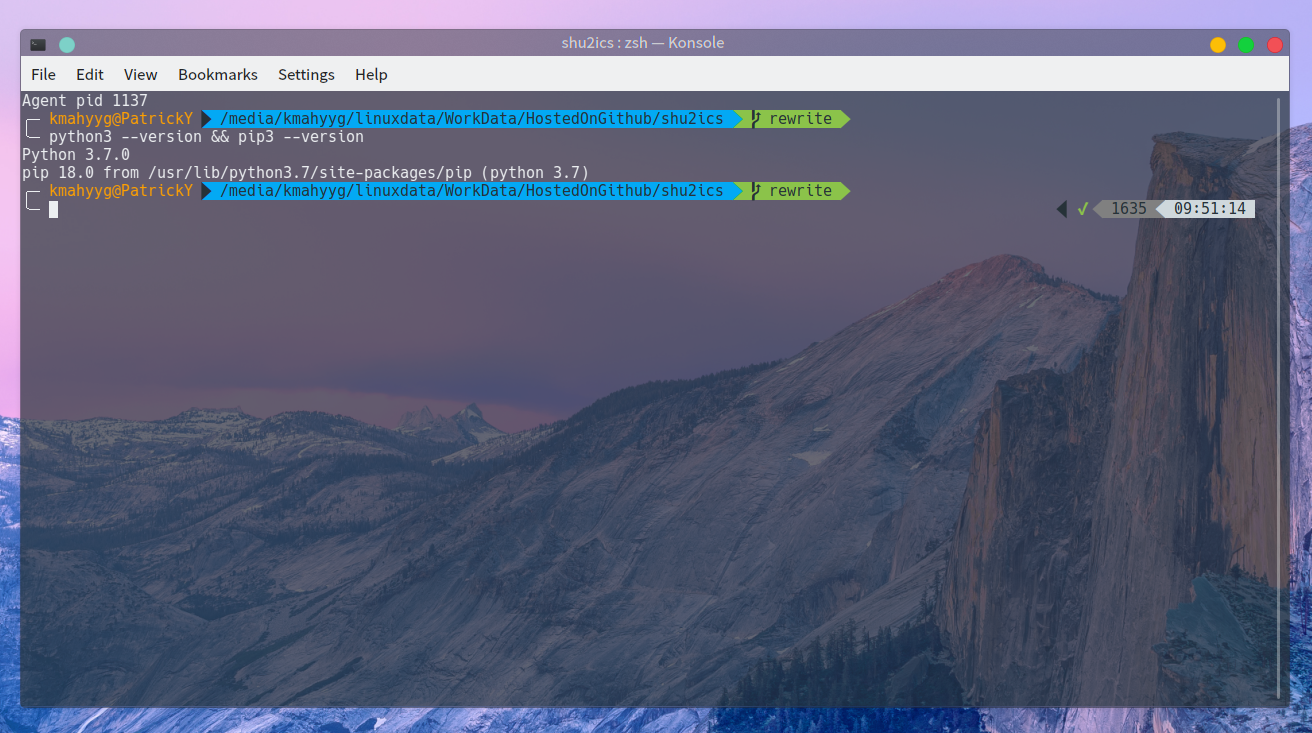 shu2ics : zsh — Konsole
File Edit View Bookmarks Settings Help
Agent pid 1137
kmahyyg@PatrickY /media/kmahyyg/linuxdata/WorkData/HostedOnGithub/shu2ics rewrite
python3 --version && pip3 --version
Python 3.7.0
pip 18.0 from /usr/lib/python3.7/site-packages/pip (python 3.7)
kmahyyg@PatrickY /media/kmahyyg/linuxdata/WorkData/HostedOnGithub/shu2ics rewrite
✓ 1635 09:51:14